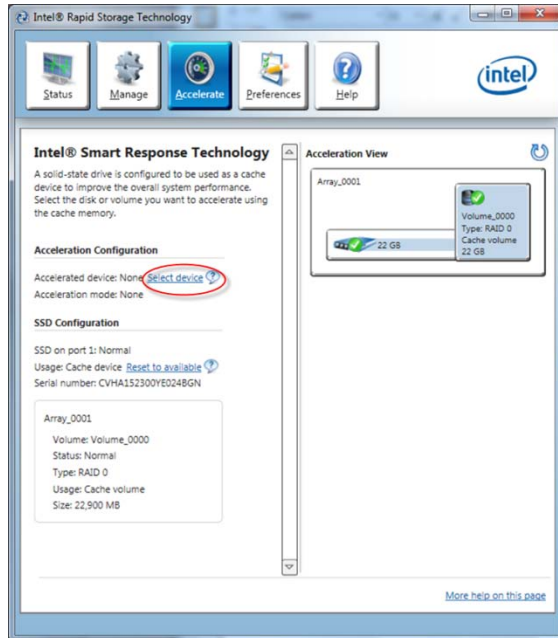 Intel® Rapid Storage Technology
Status
Manage
Accelerate
Preferences
Help
intel
Intel® Smart Response Technology
A solid-state drive is configured to be used as a cache
device to improve the overall system performance.
Select the disk or volume you want to accelerate using
the cache memory.
Acceleration Configuration
Accelerated device: None Select device ?
Acceleration mode: None
SSD Configuration
SSD on port 1: Normal
Usage: Cache device Reset to available ?
Serial number: CVHA152300YE024BGN
Array_0001
Volume: Volume_0000
Status: Normal
Type: RAID 0
Usage: Cache volume
Size: 22,900 MB
Acceleration View
Array_0001
22 GB
Volume_0000
Type: RAID 0
Cache volume
22 GB
More help on this page